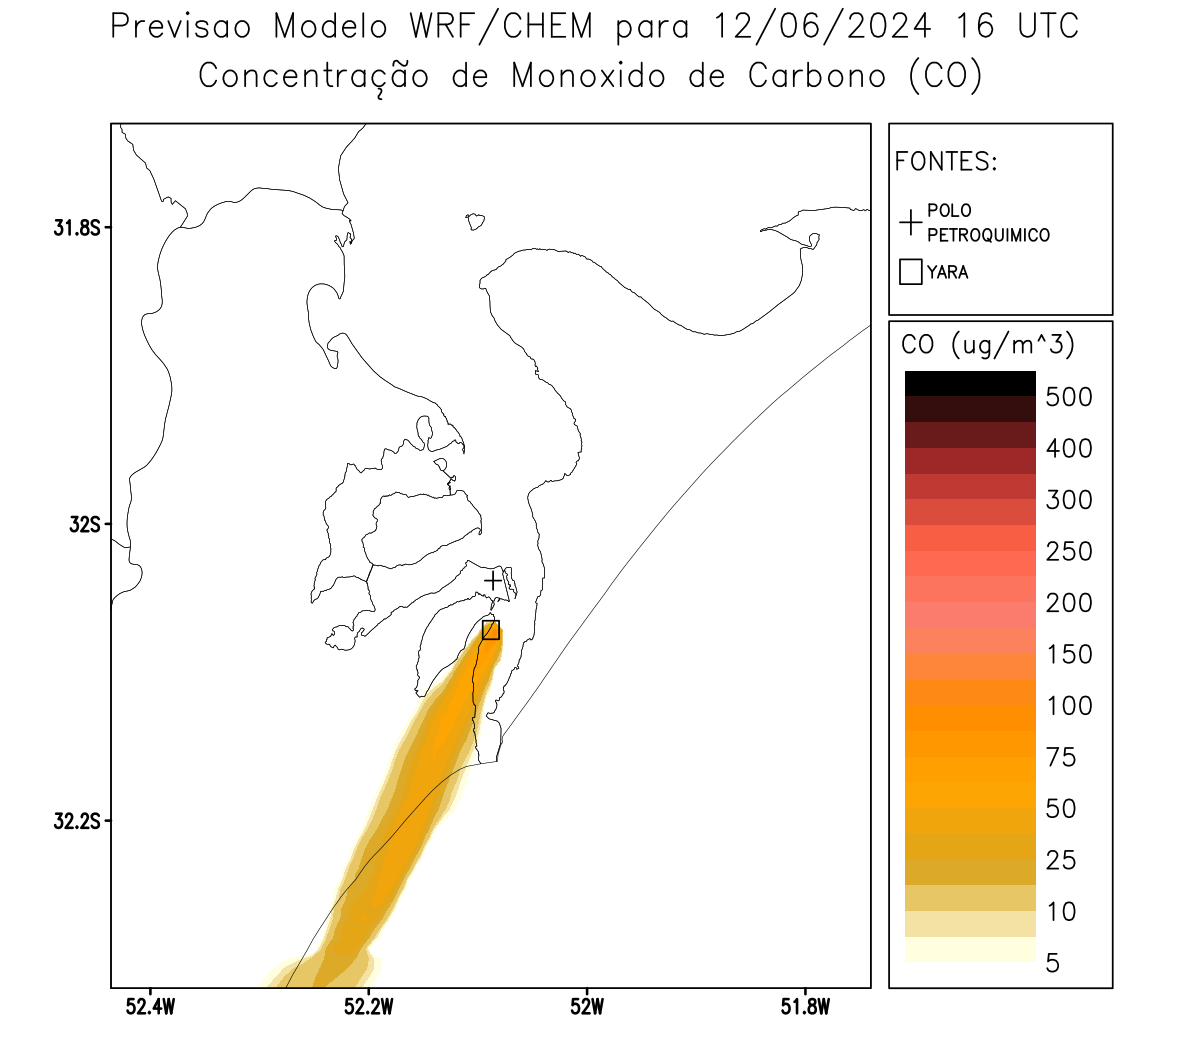 Previsao Modelo WRF/CHEM para 12/06/2024 16 UTC
Concentração de Monoxido de Carbono (CO)
FONTES:
POLO
PETROQUIMICO
YARA
CO (ug/m^3)
500
400
300
250
200
150
100
75
50
25
10
5
31.8S
32S
32.2S
52.4W
52.2W
52W
51.8W